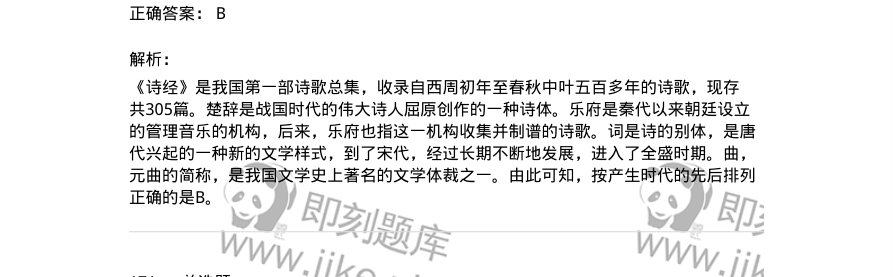 正确答案： B
解析：
《诗经》是我国第一部诗歌总集，收录自西周初年至春秋中叶五百多年的诗歌，现存
共305篇。楚辞是战国时代的伟大诗人屈原创作的一种诗体。乐府是秦代以来朝廷设立
的管理音乐的机构，后来，乐府也指这一机构收集并制谱的诗歌。词是诗的别体，是唐
代兴起的一种新的文学样式，到了宋代，经过长期不断地发展，进入了全盛时期。曲，
元曲的简称，是我国文学史上著名的文学体裁之一。由此可知，按产生时代的先后排列
正确的是B。
即刻题库
即刻